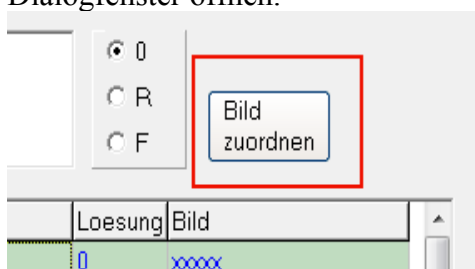 Dialogfenster öffnen.
0
R
F
Bild
zuordnen
Loesung Bild
0 xxxxx